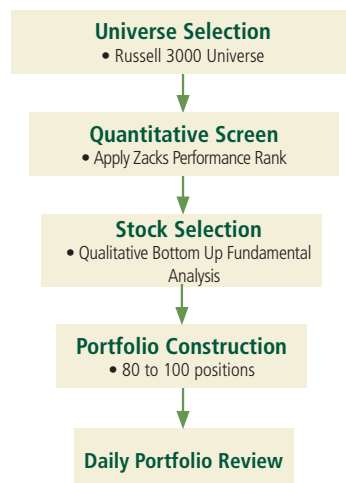 Universe Selection
• Russell 3000 Universe
Quantitative Screen
• Apply Zacks Performance Rank
Stock Selection
• Qualitative Bottom Up Fundamental
Analysis
Portfolio Construction
• 80 to 100 positions
Daily Portfolio Review